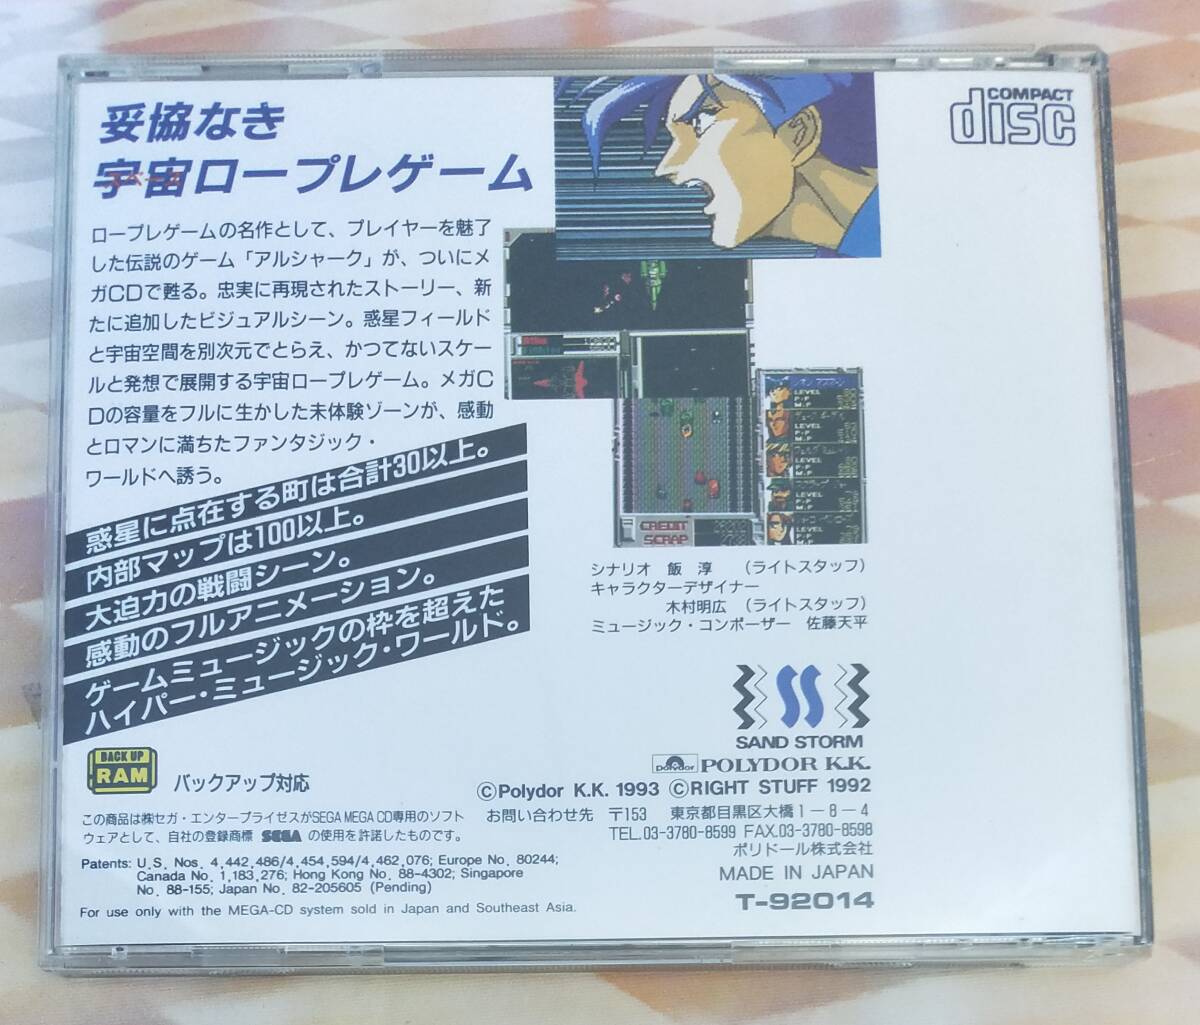 妥協なき
宇宙ロープレゲーム
スペース
ロープレゲームの名作として、プレイヤーを魅了
した伝説のゲーム「アルシャーク」が、ついにメ
ガCDで甦る。忠実に再現されたストーリー、新
たに追加したビジュアルシーン。惑星フィールド
と宇宙空間を別次元でとらえ、かつてないスケー
ルと発想で展開する宇宙ロープレゲーム。メガC
Dの容量をフルに生かした未体験ゾーンが、感動
とロマンに満ちたファンタジック・
ワールドへ誘う。
惑星に点在する町は合計30以上。
内部マップは100以上。
大迫力の戦闘シーン。
感動のフルアニメーション。
ゲームミュージックの枠を超えた
ハイパー・ミュージック・ワールド。
COMPACT
disc
LEVEL
P・P
M.P
LEVEL
P・P
M.P
LEVEL
P・P
M.P
LEVEL
P・P
M.P
LEVEL
CREDIT
SCRAP
シナリオ 飯 淳 (ライトスタッフ)
キャラクターデザイナー
木村明広 (ライトスタッフ)
ミュージック・コンポーザー 佐藤天平
SAND STORM
polydor POLYDOR K.K.
©Polydor K.K. 1993 ©RIGHT STUFF 1992
お問い合わせ先 〒153 東京都目黒区大橋1-8-4
TEL.03-3780-8599 FAX.03-3780-8598
ポリドール株式会社
MADE IN JAPAN
T-92014
BACK UP
RAM
バックアップ対応
この商品は㈱セガ・エンタープライゼスがSEGA MEGA CD専用のソフト
ウェアとして、自社の登録商標 SEGA の使用を許諾したものです。
Patents: U.S. Nos. 4,442,486/4,454,594/4,462,076; Europe No. 80244;
Canada No. 1,183,276; Hong Kong No. 88-4302; Singapore
No. 88-155; Japan No. 82-205605 (Pending)
For use only with the MEGA-CD system sold in Japan and Southeast Asia.